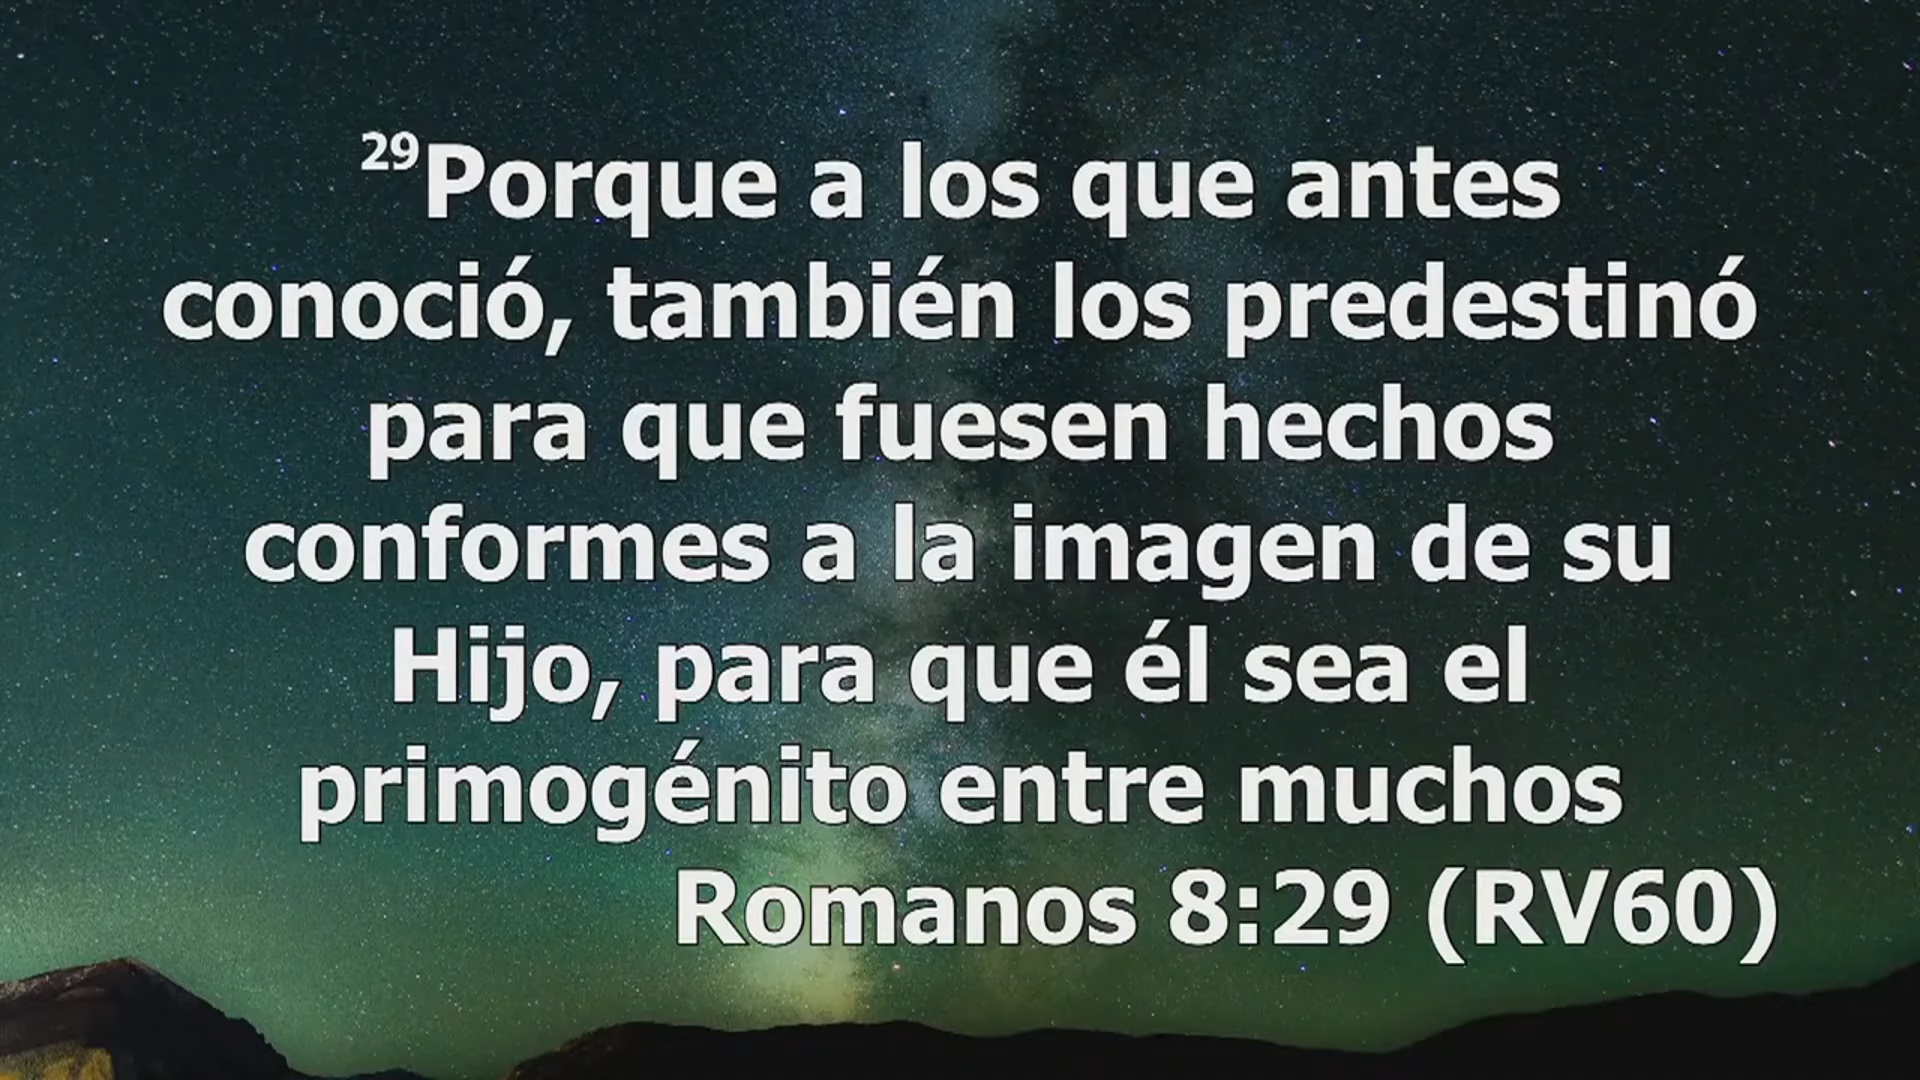 29Porque a los que antes
conoció, también los predestinó
para que fuesen hechos
conformes a la imagen de su
Hijo, para que él sea el
primogénito entre muchos
Romanos 8:29 (RV60)